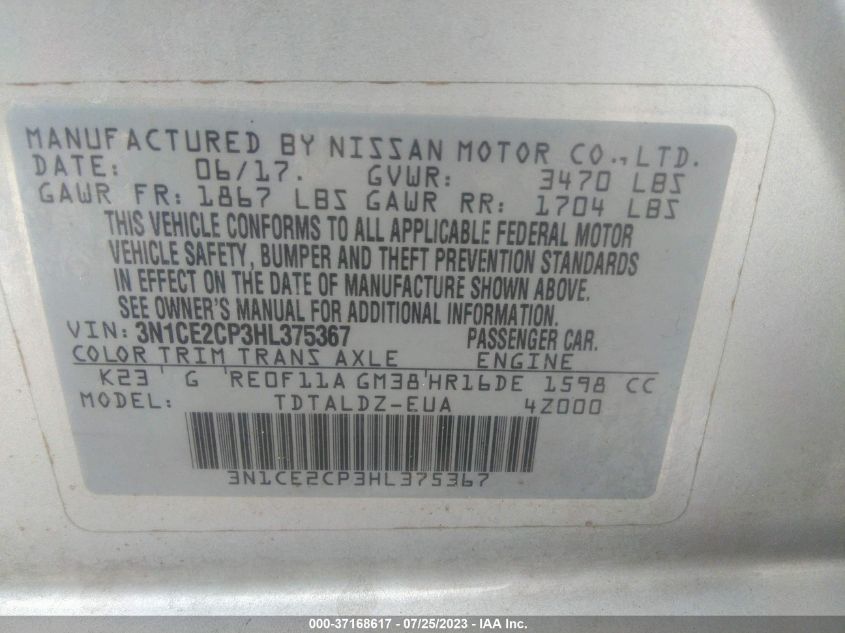 MANUFACTURED BY NISSAN MOTOR CO., LTD.
DATE: 06/17. GVWR: 3470 LBS
GAWR FR: 1867 LBS GAWR RR: 1704 LBS
THIS VEHICLE CONFORMS TO ALL APPLICABLE FEDERAL MOTOR
VEHICLE SAFETY, BUMPER AND THEFT PREVENTION STANDARDS
IN EFFECT ON THE DATE OF MANUFACTURE SHOWN ABOVE.
SEE OWNER'S MANUAL FOR ADDITIONAL INFORMATION.
VIN: 3N1CE2CP3HL375367 PASSENGER CAR.
COLOR TRIM TRANS AXLE ENGINE
K23 G RE0F11A GM38 HR16DE 1598 CC
MODEL: TDTALDZ-EUA 4Z000
3N1CE2CP3HL375367
000-37168617 - 07/25/2023 - IAA Inc.